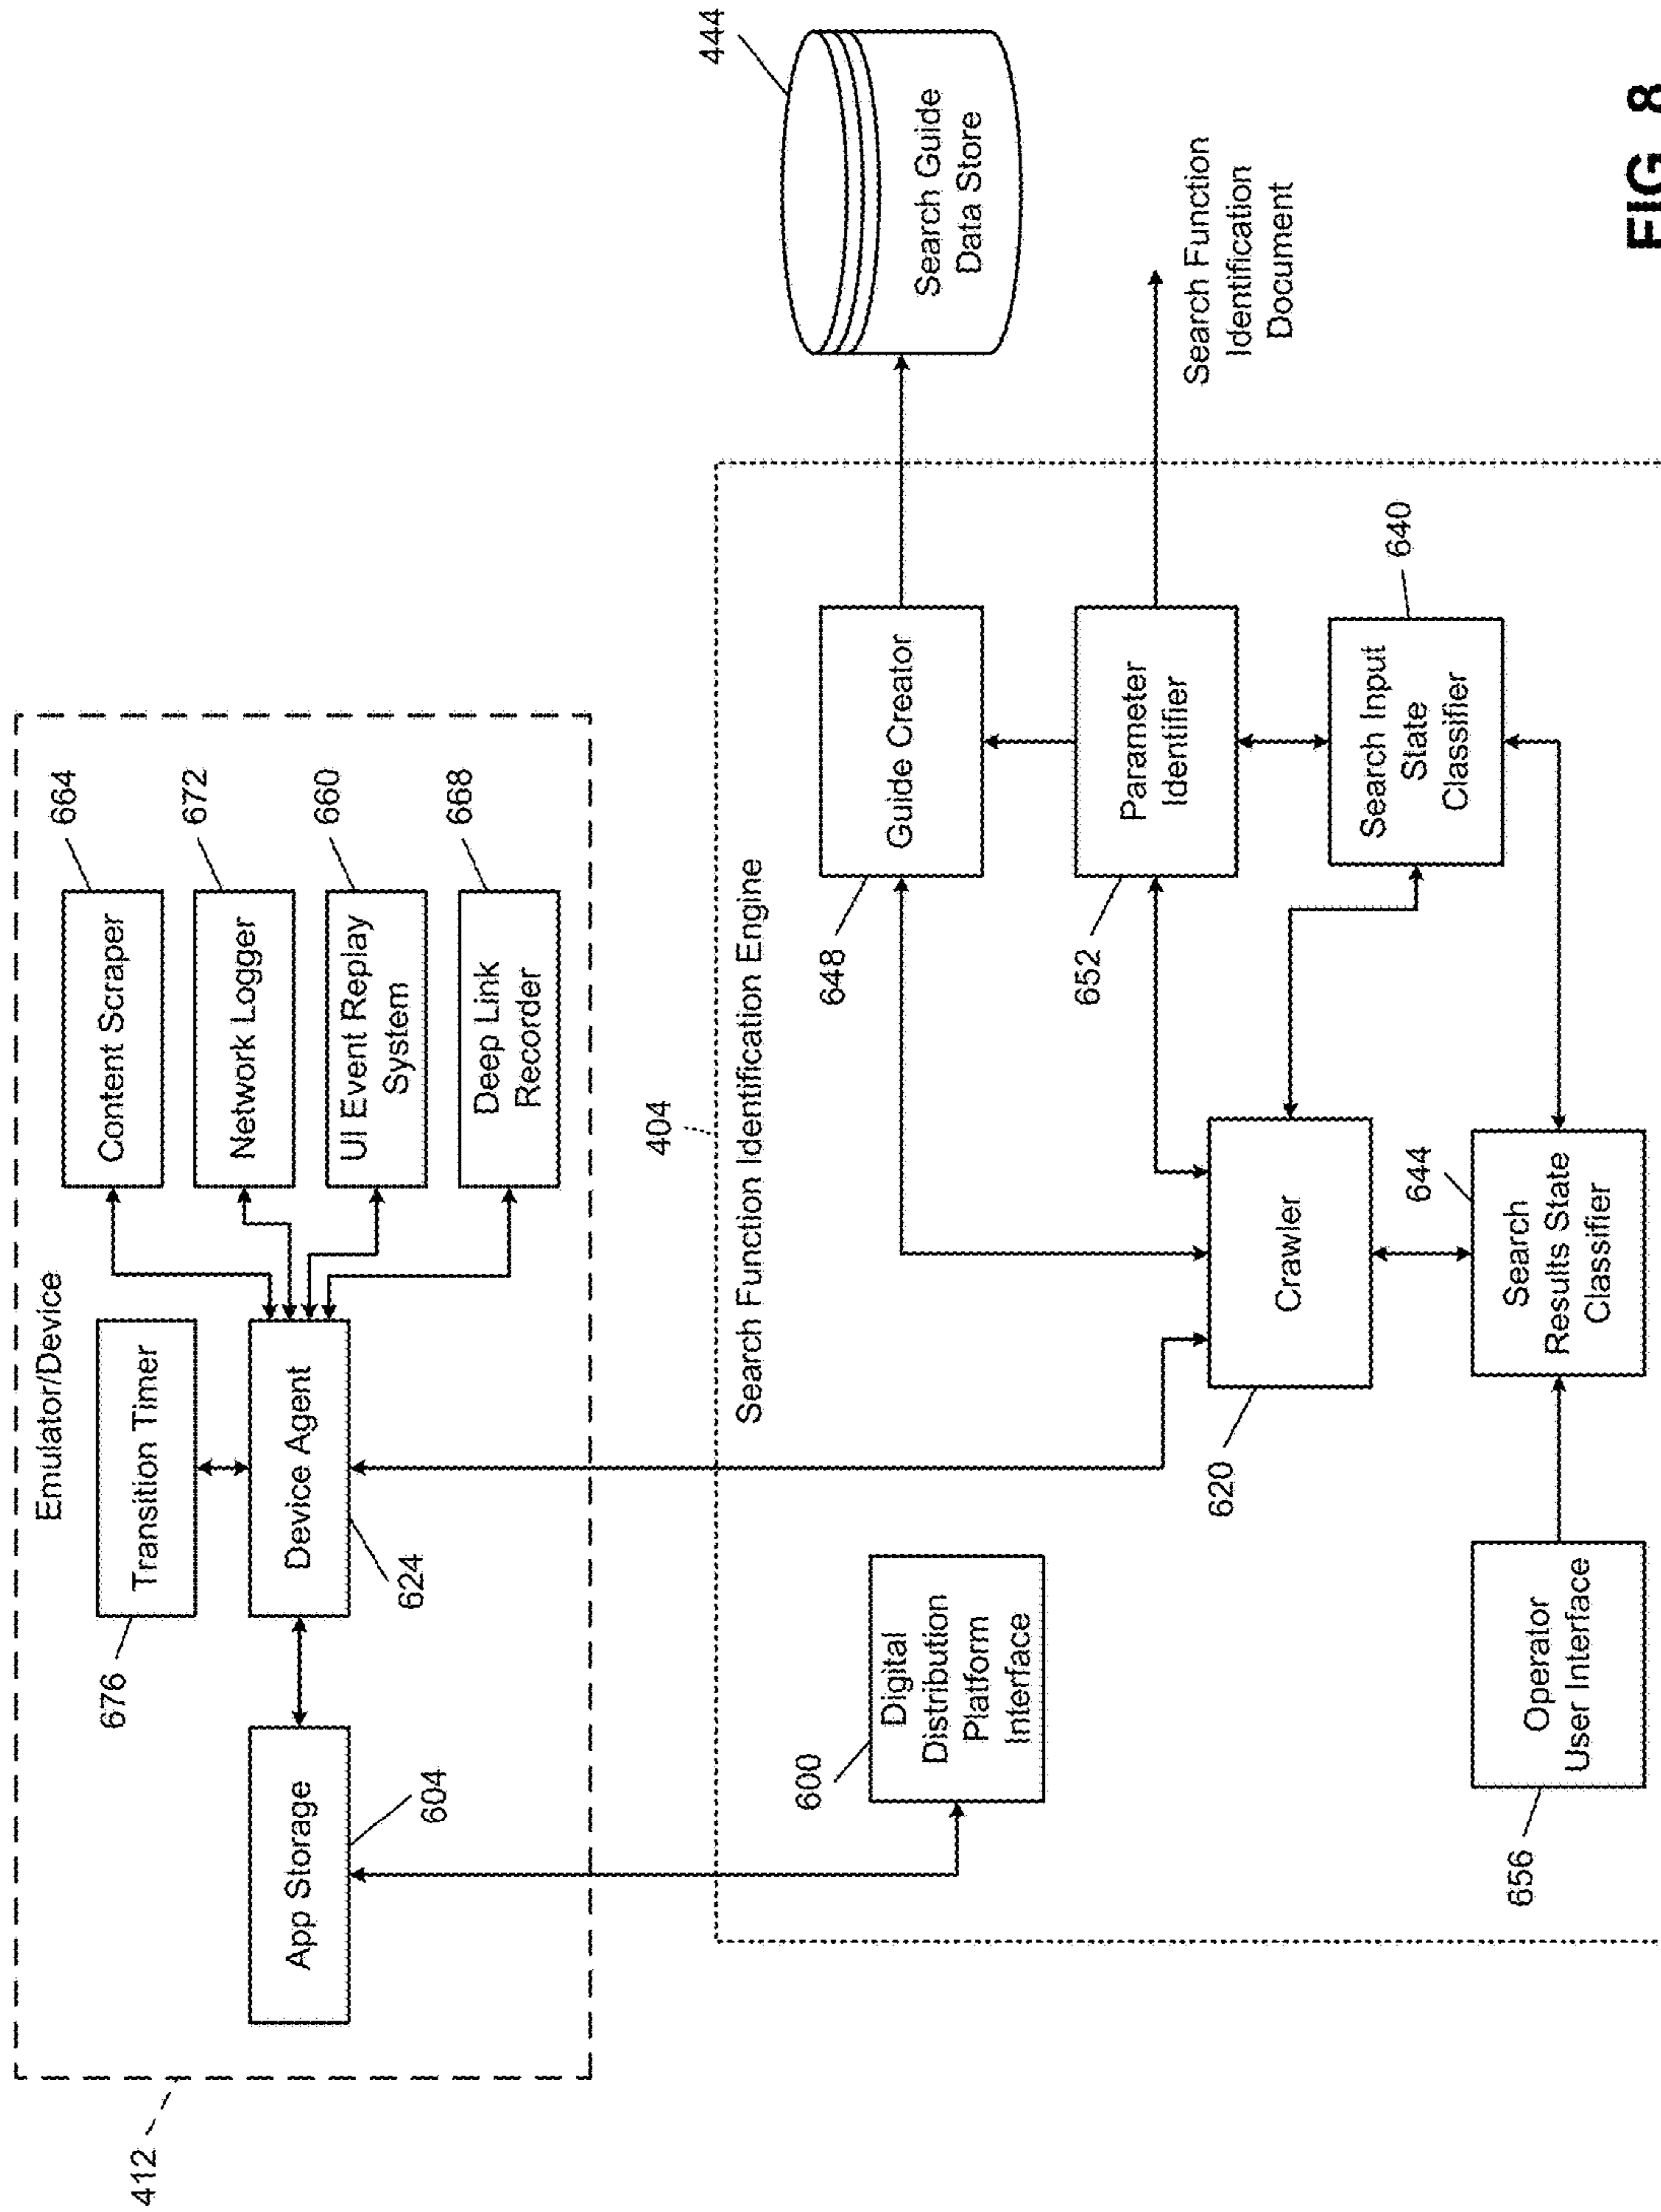 412
Emulator/Device
676
Transition Timer
664
Content Scraper
672
Network Logger
660
UI Event Replay
System
668
Deep Link
Recorder
App Storage
604
Device Agent
624
404
Search Function Identification Engine
444
Search Guide
Data Store
600
Digital
Distribution
Platform
Interface
648
Guide Creator
652
Parameter
Identifier
Search Function
Identification
Document
620
Crawler
640
Search Input
State
Classifier
656
Operator
User Interface
644
Search
Results State
Classifier
FIG. 8